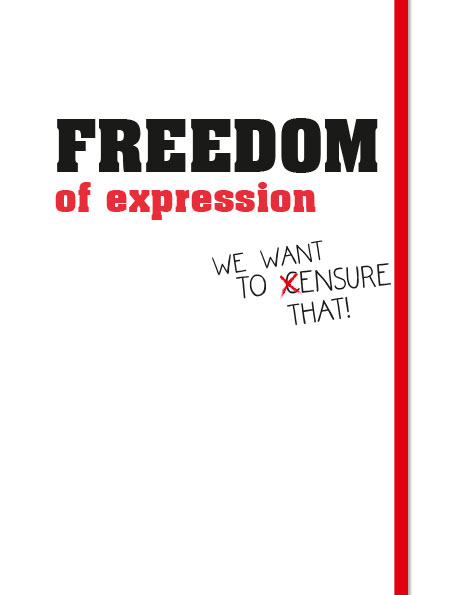 FREEDOM
of expression
WE WANT
TO CENSURE
THAT!